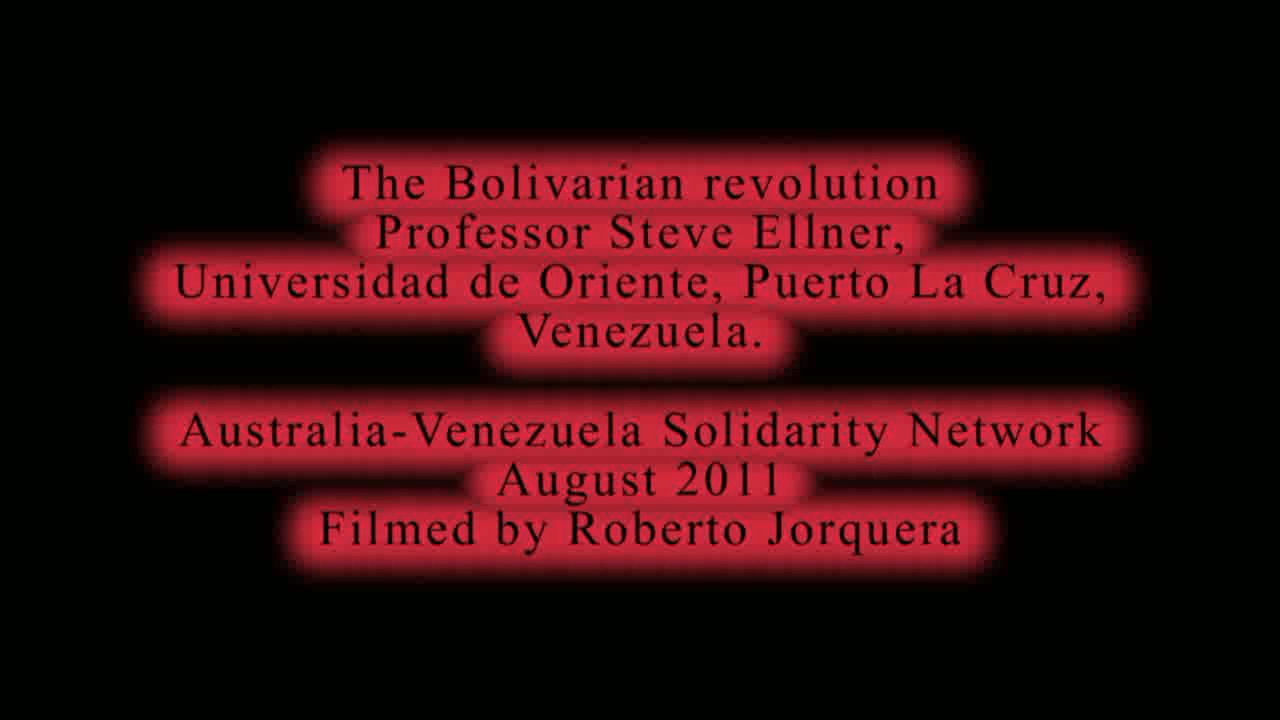 The Bolivarian revolution
Professor Steve Ellner,
Universidad de Oriente, Puerto La Cruz,
Venezuela.
Australia-Venezuela Solidarity Network
August 2011
Filmed by Roberto Jorquera